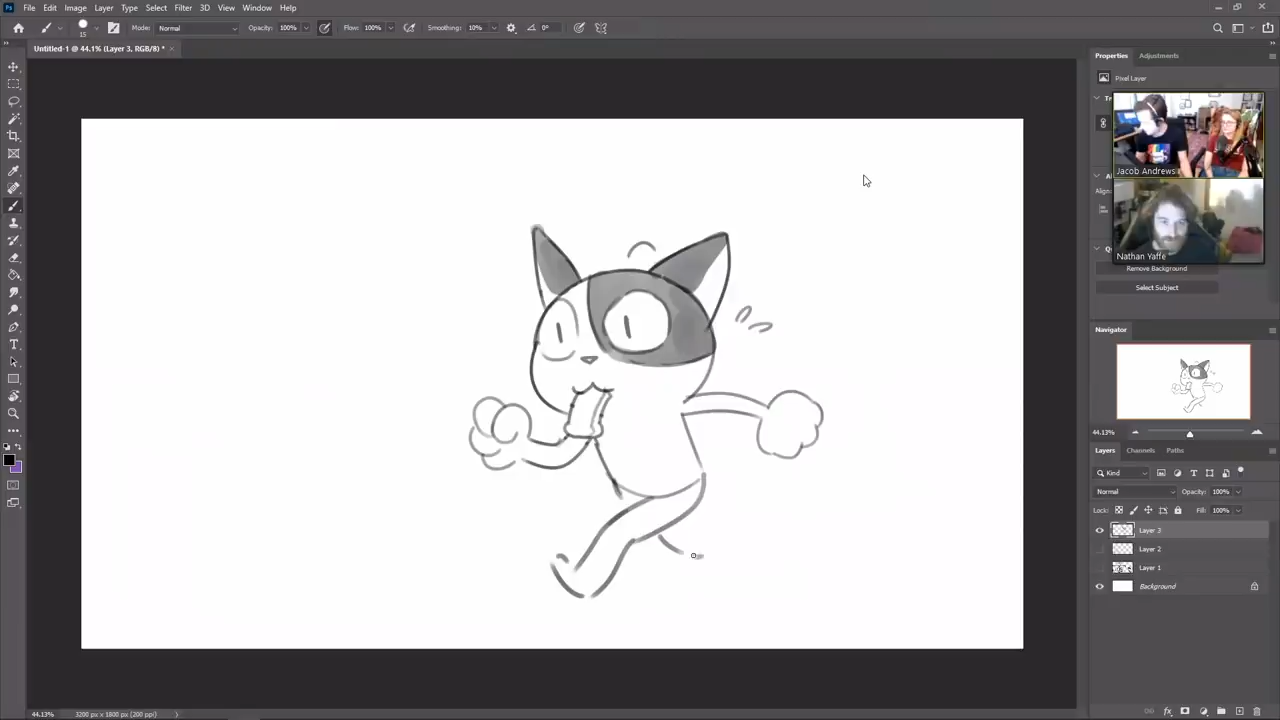 File Edit Image Layer Type Select Filter 3D View Window Help
15 Mode: Normal Opacity: 100% Flow: 100% Smoothing: 10% 0°
Untitled-1 @ 44.1% (Layer 3, RGB/8) * ×
Properties Adjustments
Pixel Layer
Jacob Andrews
Nathan Yaffe
Remove Background
Select Subject
Navigator
44.13%
Layers Channels Paths
Kind
Normal Opacity: 100%
Lock: Fill: 100%
Layer 3
Layer 2
Layer 1
Background
44.13% 3200 px x 1800 px (200 ppi)